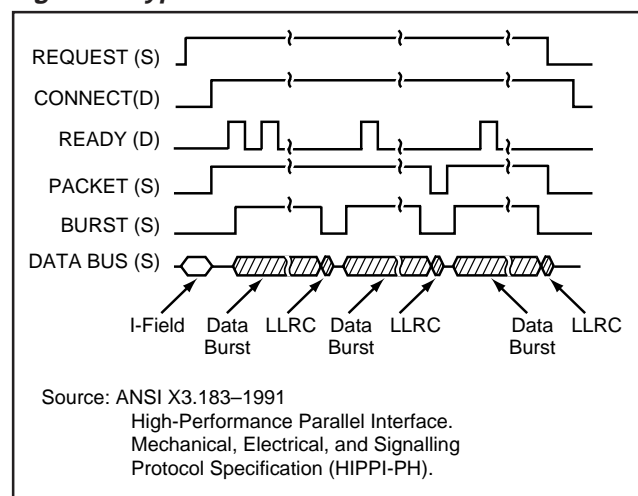 REQUEST (S)
CONNECT(D)
READY (D)
PACKET (S)
BURST (S)
DATA BUS (S)
I-Field Data LLRC Data LLRC Data LLRC
Burst Burst Burst
Source: ANSI X3.183–1991
High-Performance Parallel Interface.
Mechanical, Electrical, and Signalling
Protocol Specification (HIPPI-PH).